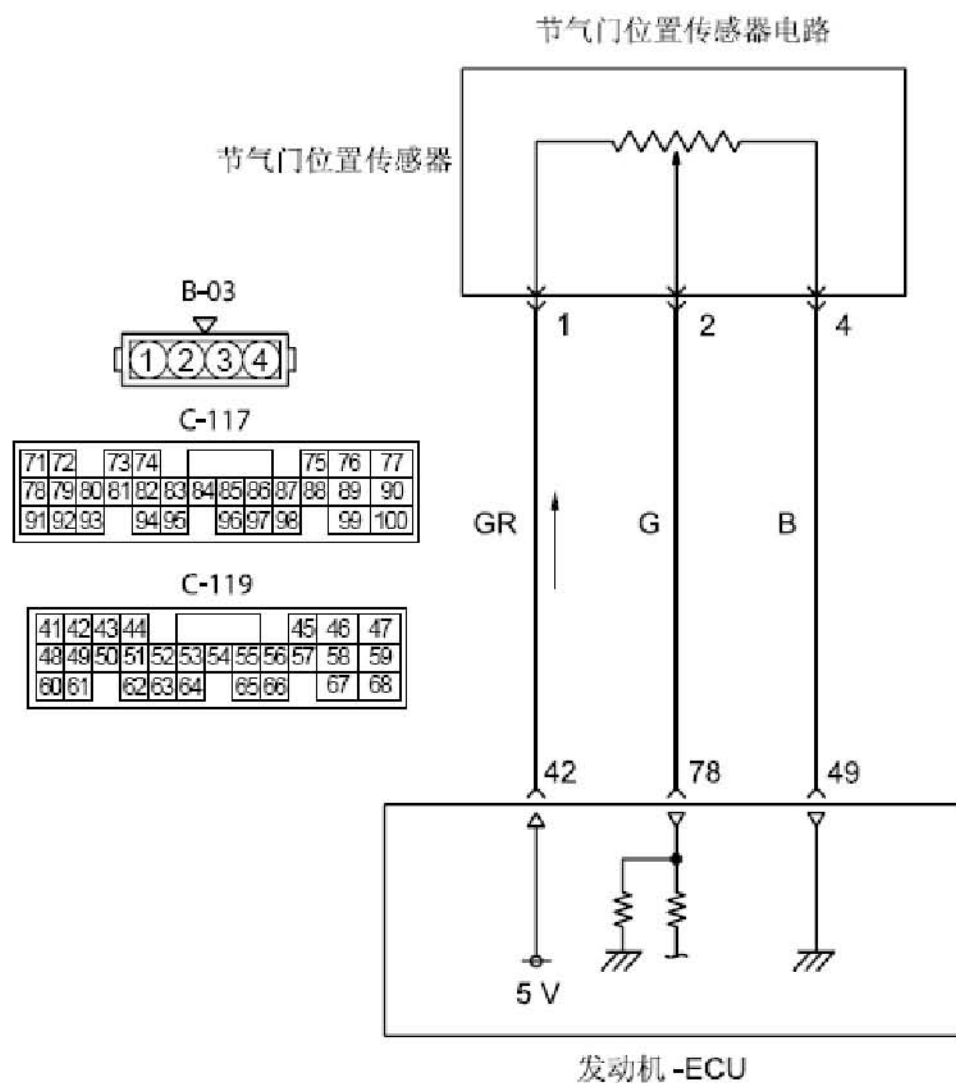 节气门位置传感器电路
节气门位置传感器
1 2 4
B-03
1 2 3 4
C-117
71 72 73 74 75 76 77
78 79 80 81 82 83 84 85 86 87 88 89 90
91 92 93 94 95 96 97 98 99 100
GR G B
C-119
41 42 43 44 45 46 47
48 49 50 51 52 53 54 55 56 57 58 59
60 61 62 63 64 65 66 67 68
42 78 49
5 V
发动机 -ECU